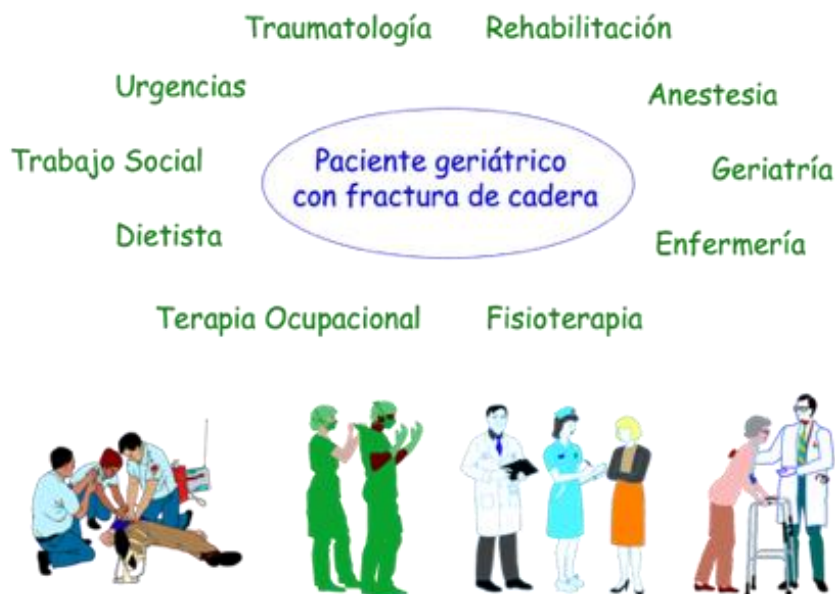 Traumatología
Rehabilitación
Urgencias
Anestesia
Trabajo Social
Paciente geriátrico
con fractura de cadera
Geriatría
Dietista
Enfermería
Terapia Ocupacional
Fisioterapia